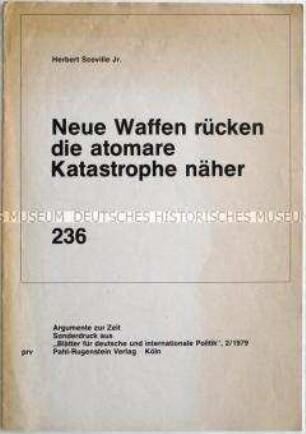 Herbert Scoville Jr.
Neue Waffen rücken
die atomare
Katastrophe näher
MUSEUM DEUTSCHES HISTORISCHES MUSEUM
236
Argumente zur Zeit
Sonderdruck aus
„Blätter für deutsche und internationale Politik“, 2/1979
prv Pahl-Rugenstein Verlag Köln